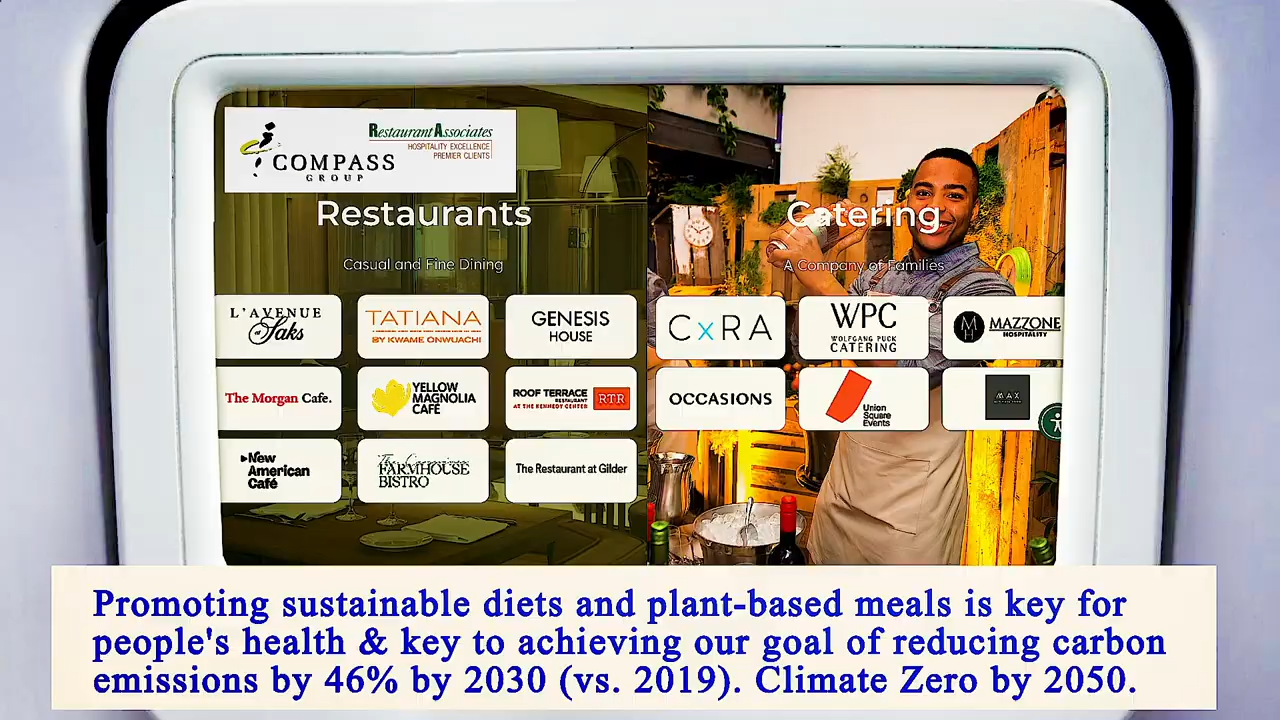 COMPASS
GROUP
Restaurant Associates
HOSPITALITY EXCELLENCE
PREMIER CLIENTS
Restaurants
Casual and Fine Dining
L'AVENUE
at Saks
TATIANA
BY KWAME ONWUACHI
GENESIS
HOUSE
The Morgan Cafe.
YELLOW
MAGNOLIA
CAFÉ
ROOF TERRACE
RESTAURANT
AT THE KENNEDY CENTER
RTR
New
American
Café
FARMHOUSE
BISTRO
The Restaurant at Gilder
Catering
A Company of Families
CxRA
WPC
WOLFGANG PUCK
CATERING
MH
MAZZONE
HOSPITALITY
OCCASIONS
Union
Square
Events
MAX
Promoting sustainable diets and plant-based meals is key for
people's health & key to achieving our goal of reducing carbon
emissions by 46% by 2030 (vs. 2019). Climate Zero by 2050.